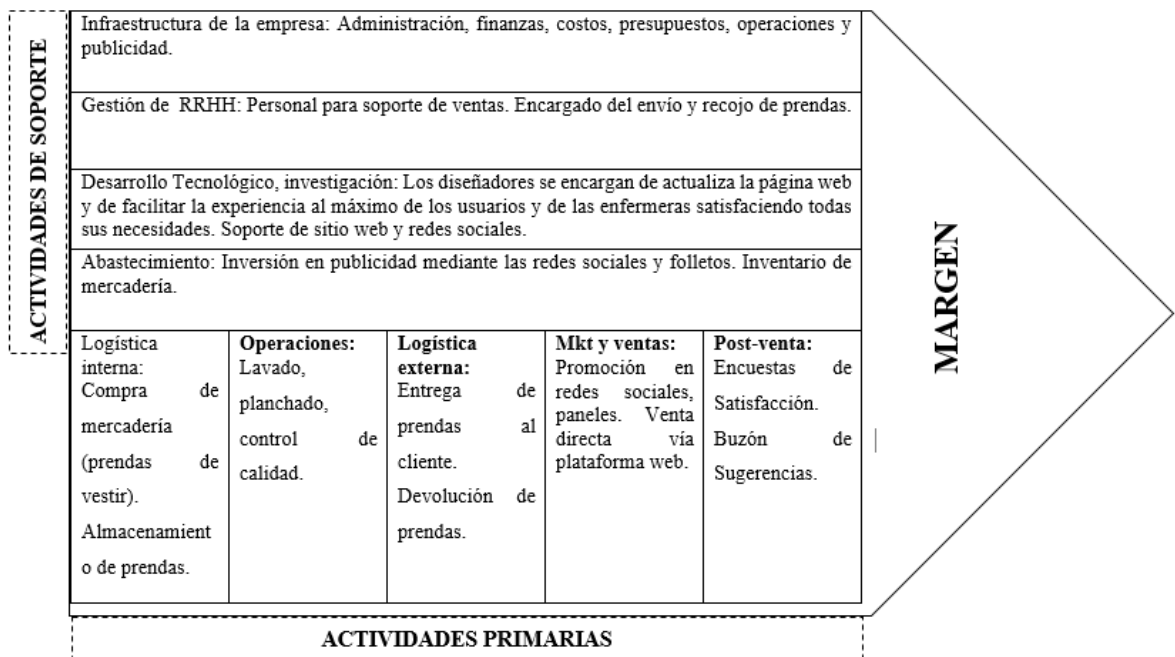 ACTIVIDADES DE SOPORTE
Infraestructura de la empresa: Administración, finanzas, costos, presupuestos, operaciones y
publicidad.
Gestión de RRHH: Personal para soporte de ventas. Encargado del envío y recojo de prendas.
Desarrollo Tecnológico, investigación: Los diseñadores se encargan de actualiza la página web
y de facilitar la experiencia al máximo de los usuarios y de las enfermeras satisfaciendo todas
sus necesidades. Soporte de sitio web y redes sociales.
Abastecimiento: Inversión en publicidad mediante las redes sociales y folletos. Inventario de
mercadería.
Logística
interna:
Compra de
mercadería
(prendas de
vestir).
Almacenamient
o de prendas.
Operaciones:
Lavado,
planchado,
control de
calidad.
Logística
externa:
Entrega de
prendas al
cliente.
Devolución de
prendas.
Mkt y ventas:
Promoción en
redes sociales,
paneles. Venta
directa vía
plataforma web.
Post-venta:
Encuestas de
Satisfacción.
Buzón de
Sugerencias.
MARGEN
ACTIVIDADES PRIMARIAS